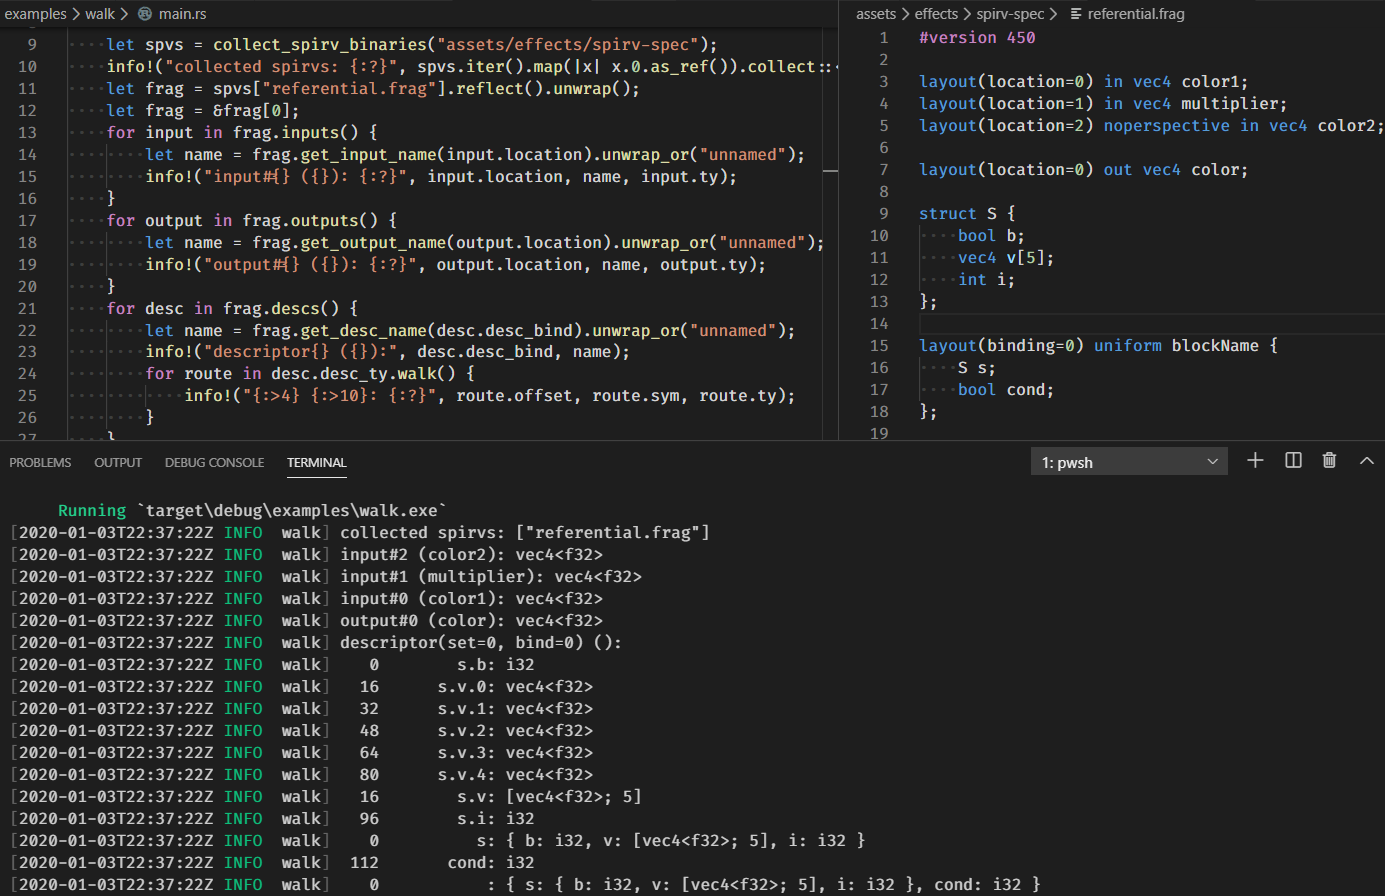 examples > walk > main.rs
9 let spvs = collect_spirv_binaries("assets/effects/spirv-spec");
10 info!("collected spirvs: {:?}", spvs.iter().map(|x| x.0.as_ref()).collect::<
11 let frag = spvs["referential.frag"].reflect().unwrap();
12 let frag = &frag[0];
13 for input in frag.inputs() {
14 let name = frag.get_input_name(input.location).unwrap_or("unnamed");
15 info!("input#{} ({}): {:?}", input.location, name, input.ty);
16 }
17 for output in frag.outputs() {
18 let name = frag.get_output_name(output.location).unwrap_or("unnamed");
19 info!("output#{} ({}): {:?}", output.location, name, output.ty);
20 }
21 for desc in frag.descs() {
22 let name = frag.get_desc_name(desc.desc_bind).unwrap_or("unnamed");
23 info!("descriptor{} ({}):", desc.desc_bind, name);
24 for route in desc.desc_ty.walk() {
25 info!("{:>4} {:>10}: {:?}", route.offset, route.sym, route.ty);
26 }
27 }
assets > effects > spirv-spec > referential.frag
1 #version 450
2
3 layout(location=0) in vec4 color1;
4 layout(location=1) in vec4 multiplier;
5 layout(location=2) noperspective in vec4 color2;
6
7 layout(location=0) out vec4 color;
8
9 struct S {
10 bool b;
11 vec4 v[5];
12 int i;
13 };
14
15 layout(binding=0) uniform blockName {
16 S s;
17 bool cond;
18 };
19
PROBLEMS OUTPUT DEBUG CONSOLE TERMINAL 1: pwsh
Running `target\debug\examples\walk.exe`
[2020-01-03T22:37:22Z INFO walk] collected spirvs: ["referential.frag"]
[2020-01-03T22:37:22Z INFO walk] input#2 (color2): vec4<f32>
[2020-01-03T22:37:22Z INFO walk] input#1 (multiplier): vec4<f32>
[2020-01-03T22:37:22Z INFO walk] input#0 (color1): vec4<f32>
[2020-01-03T22:37:22Z INFO walk] output#0 (color): vec4<f32>
[2020-01-03T22:37:22Z INFO walk] descriptor(set=0, bind=0) ():
[2020-01-03T22:37:22Z INFO walk] 0 s.b: i32
[2020-01-03T22:37:22Z INFO walk] 16 s.v.0: vec4<f32>
[2020-01-03T22:37:22Z INFO walk] 32 s.v.1: vec4<f32>
[2020-01-03T22:37:22Z INFO walk] 48 s.v.2: vec4<f32>
[2020-01-03T22:37:22Z INFO walk] 64 s.v.3: vec4<f32>
[2020-01-03T22:37:22Z INFO walk] 80 s.v.4: vec4<f32>
[2020-01-03T22:37:22Z INFO walk] 16 s.v: [vec4<f32>; 5]
[2020-01-03T22:37:22Z INFO walk] 96 s.i: i32
[2020-01-03T22:37:22Z INFO walk] 0 s: { b: i32, v: [vec4<f32>; 5], i: i32 }
[2020-01-03T22:37:22Z INFO walk] 112 cond: i32
[2020-01-03T22:37:22Z INFO walk] 0 : { s: { b: i32, v: [vec4<f32>; 5], i: i32 }, cond: i32 }